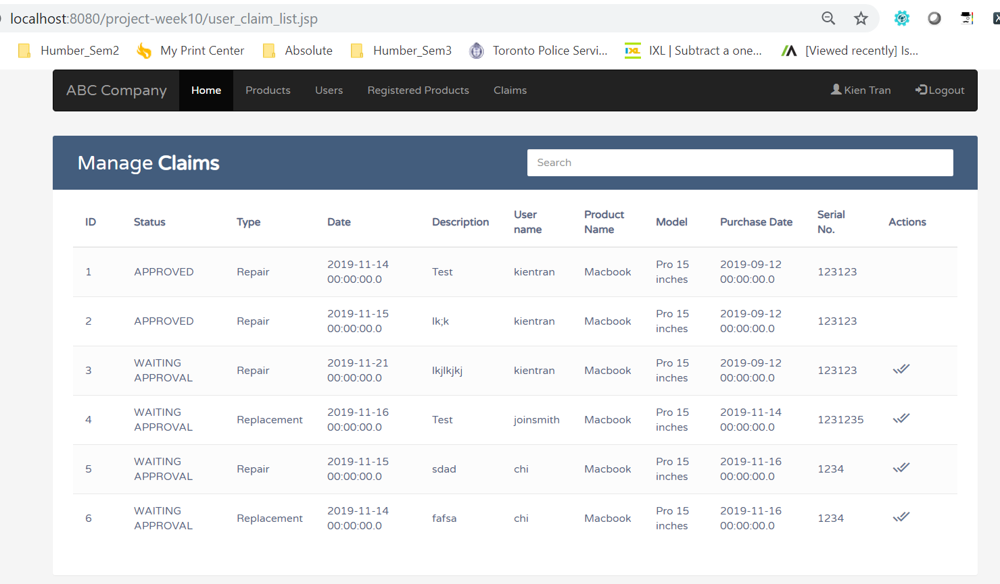 localhost:8080/project-week10/user_claim_list.jsp
Humber_Sem2 My Print Center Absolute Humber_Sem3 Toronto Police Servi... IXL | Subtract a one... [Viewed recently] Is...
ABC Company Home Products Users Registered Products Claims Kien Tran Logout
Manage Claims Search
ID Status Type Date Description User name Product Name Model Purchase Date Serial No. Actions
1 APPROVED Repair 2019-11-14 00:00:00.0 Test kientran Macbook Pro 15 inches 2019-09-12 00:00:00.0 123123
2 APPROVED Repair 2019-11-15 00:00:00.0 lk;k kientran Macbook Pro 15 inches 2019-09-12 00:00:00.0 123123
3 WAITING APPROVAL Repair 2019-11-21 00:00:00.0 lkjlkjkj kientran Macbook Pro 15 inches 2019-09-12 00:00:00.0 123123
4 WAITING APPROVAL Replacement 2019-11-16 00:00:00.0 Test joinsmith Macbook Pro 15 inches 2019-11-14 00:00:00.0 1231235
5 WAITING APPROVAL Repair 2019-11-15 00:00:00.0 sdad chi Macbook Pro 15 inches 2019-11-16 00:00:00.0 1234
6 WAITING APPROVAL Replacement 2019-11-14 00:00:00.0 fafsa chi Macbook Pro 15 inches 2019-11-16 00:00:00.0 1234